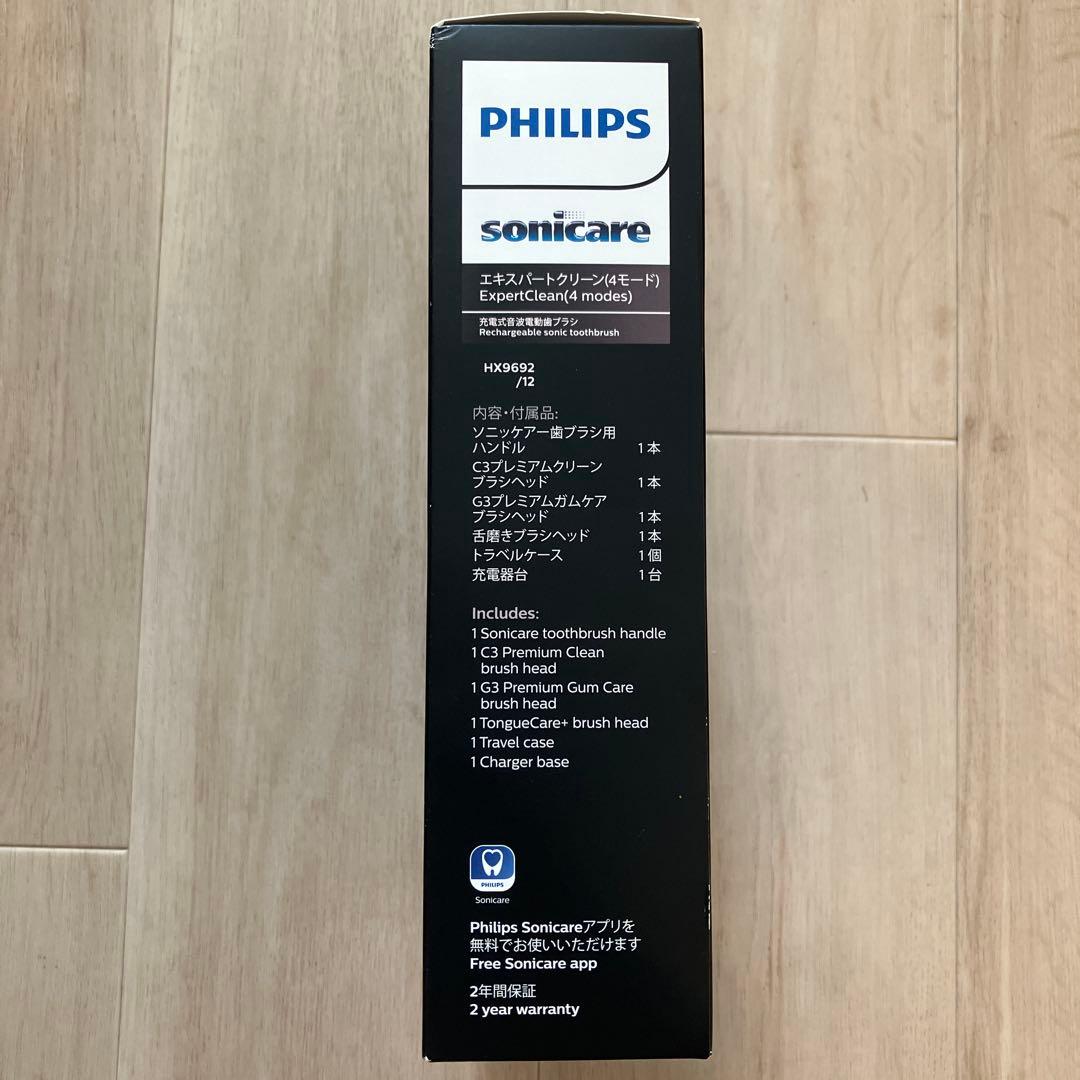 PHILIPS
sonicare
エキスパートクリーン(4モード)
ExpertClean(4 modes)
充電式音波電動歯ブラシ
Rechargeable sonic toothbrush
HX9692
/12
内容・付属品:
ソニッケアー歯ブラシ用
ハンドル 1本
C3プレミアムクリーン
ブラシヘッド 1本
G3プレミアムガムケア
ブラシヘッド 1本
舌磨きブラシヘッド 1本
トラベルケース 1個
充電器台 1台
Includes:
1 Sonicare toothbrush handle
1 C3 Premium Clean
brush head
1 G3 Premium Gum Care
brush head
1 TongueCare+ brush head
1 Travel case
1 Charger base
PHILIPS
Sonicare
Philips Sonicareアプリを
無料でお使いいただけます
Free Sonicare app
2年間保証
2 year warranty